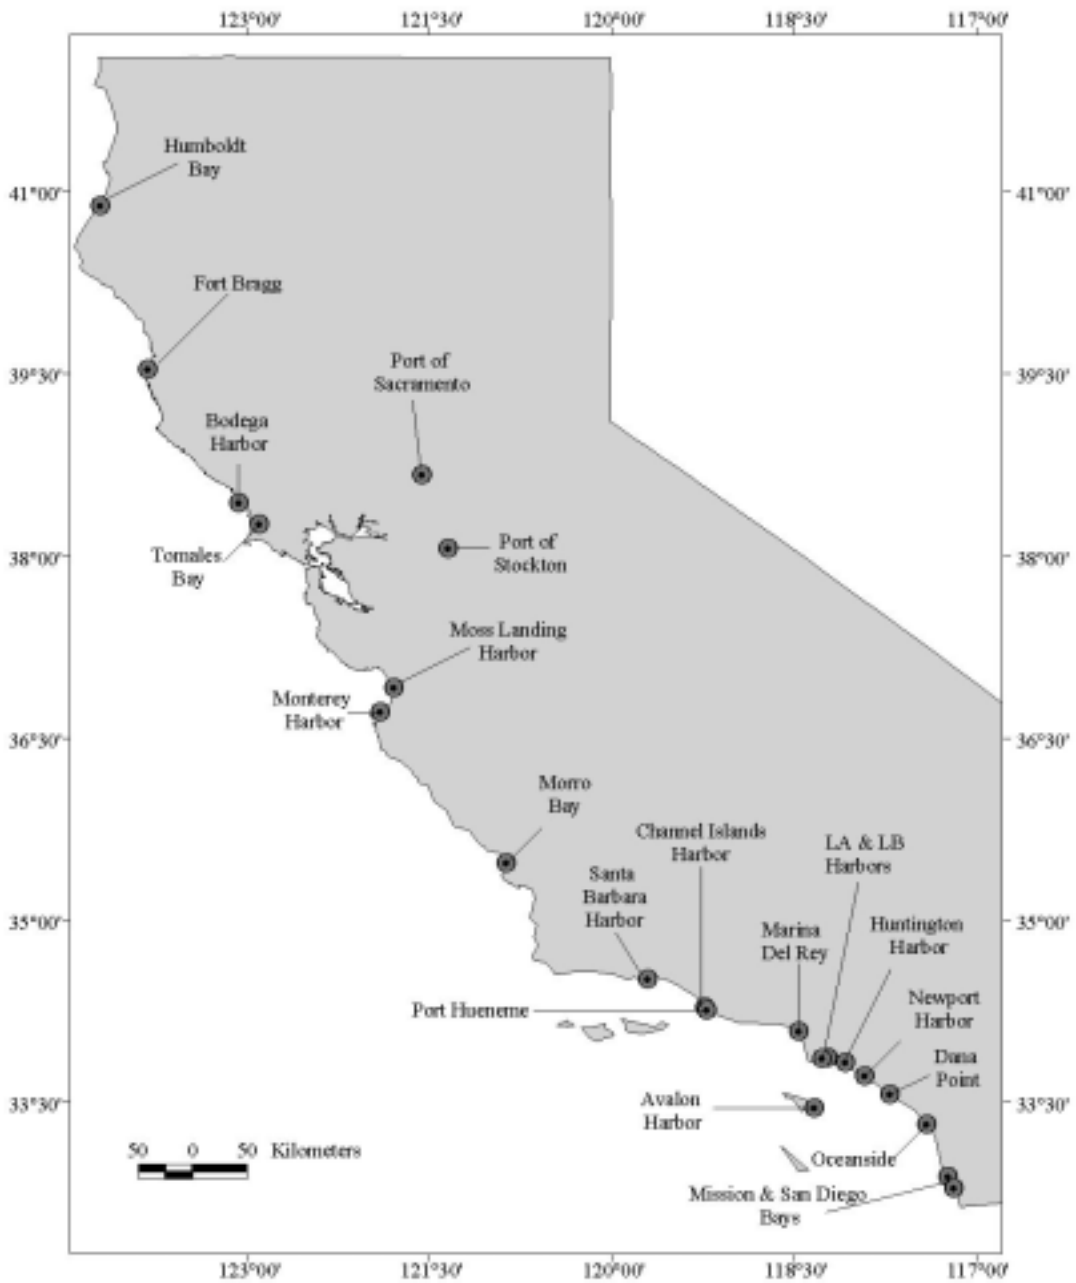 123°00' 121°30' 120°00' 118°30' 117°00'
Humboldt
Bay
41°00' 41°00'
Fort Bragg
Port of
Sacramento
39°30' 39°30'
Bodega
Harbor
Port of
Stockton
Tomales
Bay
38°00' 38°00'
Moss Landing
Harbor
Monterey
Harbor
36°30' 36°30'
Morro
Bay
Channel Islands
Harbor
LA & LB
Harbors
Santa
Barbara
Harbor
35°00' 35°00'
Marina
Del Rey
Huntington
Harbor
Port Hueneme
Newport
Harbor
Dana
Point
Avalon
Harbor
33°30' 33°30'
50 0 50 Kilometers
Oceanside
Mission & San Diego
Bays
123°00' 121°30' 120°00' 118°30' 117°00'